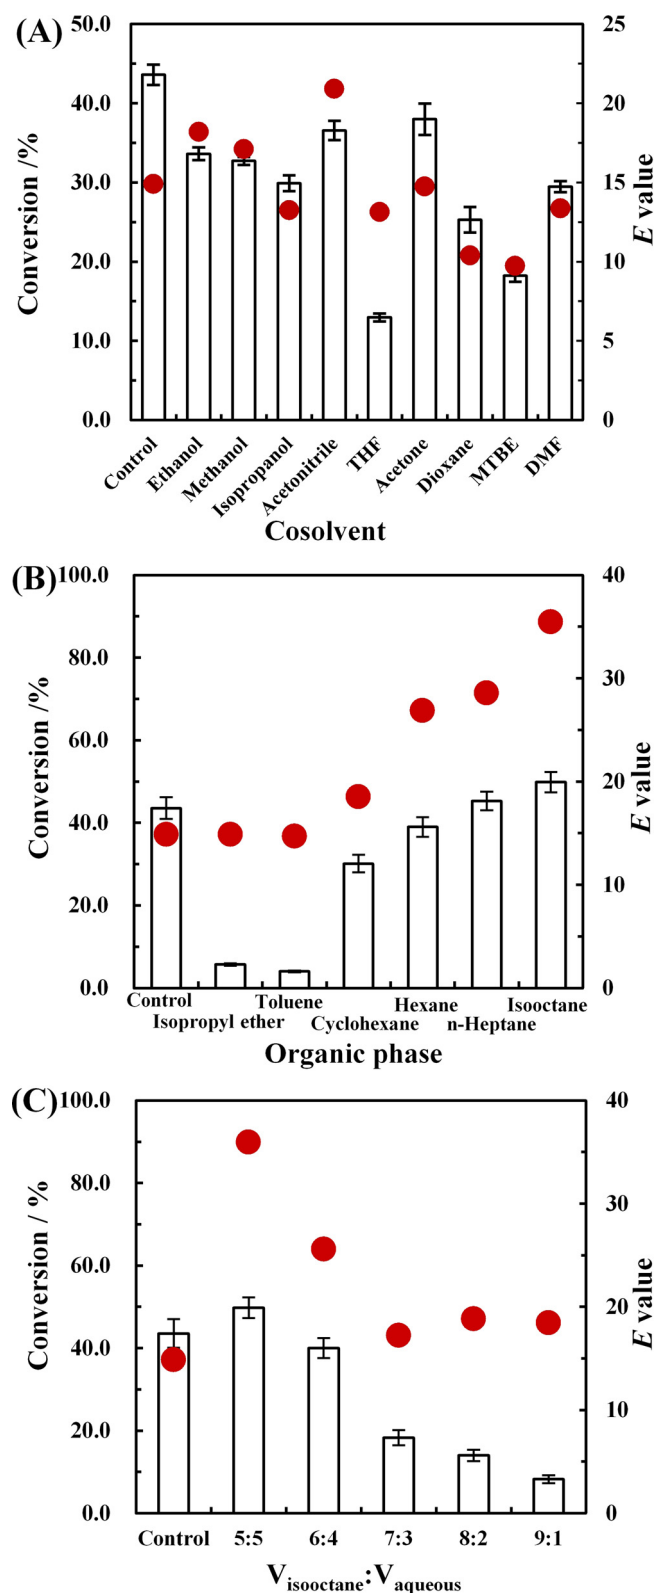 (A)
50.0
40.0
30.0
20.0
10.0
0.0
Conversion /%
25
20
15
10
5
0
E value
Control
Ethanol
Methanol
Isopropanol
Acetonitrile
THF
Acetone
Dioxane
MTBE
DMF
Cosolvent
(B)
100.0
80.0
60.0
40.0
20.0
0.0
Conversion /%
40
30
20
10
0
E value
Control
Isopropyl ether
Toluene
Cyclohexane
Hexane
n-Heptane
Isooctane
Organic phase
(C)
100.0
80.0
60.0
40.0
20.0
0.0
Conversion / %
40
30
20
10
0
E value
Control 5:5 6:4 7:3 8:2 9:1
Visooctane:Vaqueous